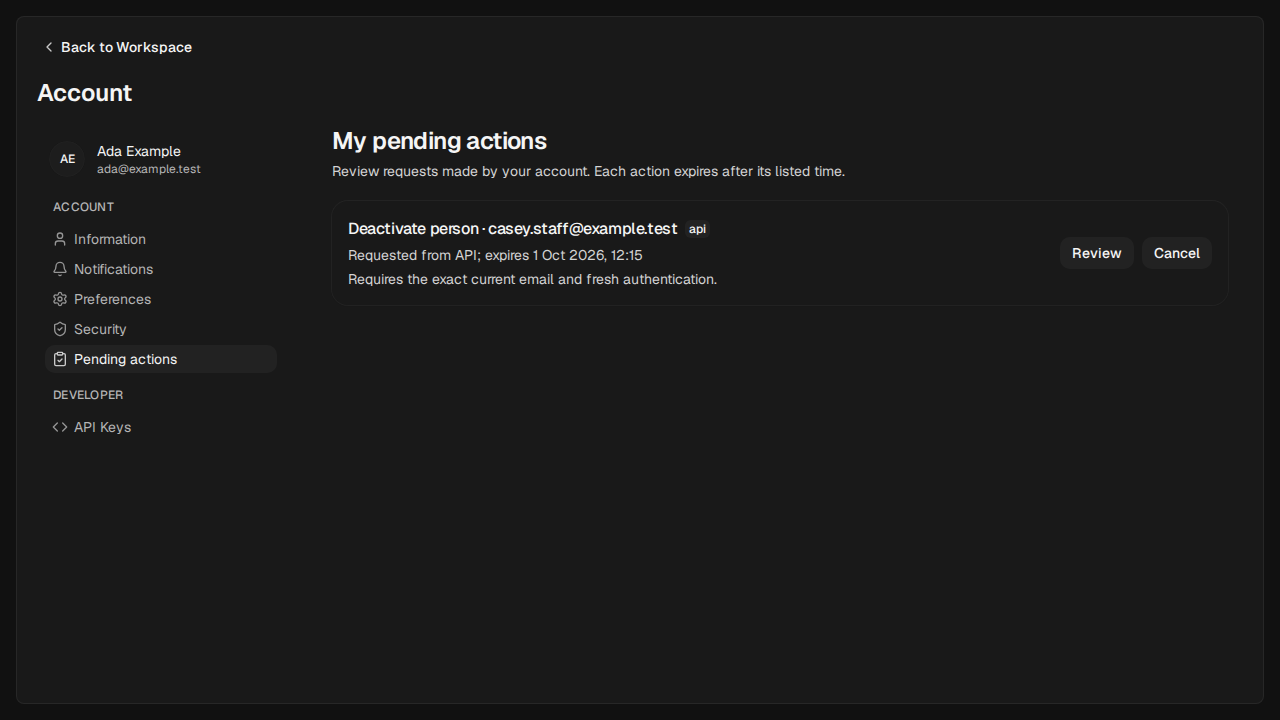 Back to Workspace
Account
AE
Ada Example
ada@example.test
ACCOUNT
Information
Notifications
Preferences
Security
Pending actions
DEVELOPER
API Keys
My pending actions
Review requests made by your account. Each action expires after its listed time.
Deactivate person · casey.staff@example.test api
Requested from API; expires 1 Oct 2026, 12:15
Requires the exact current email and fresh authentication.
Review
Cancel